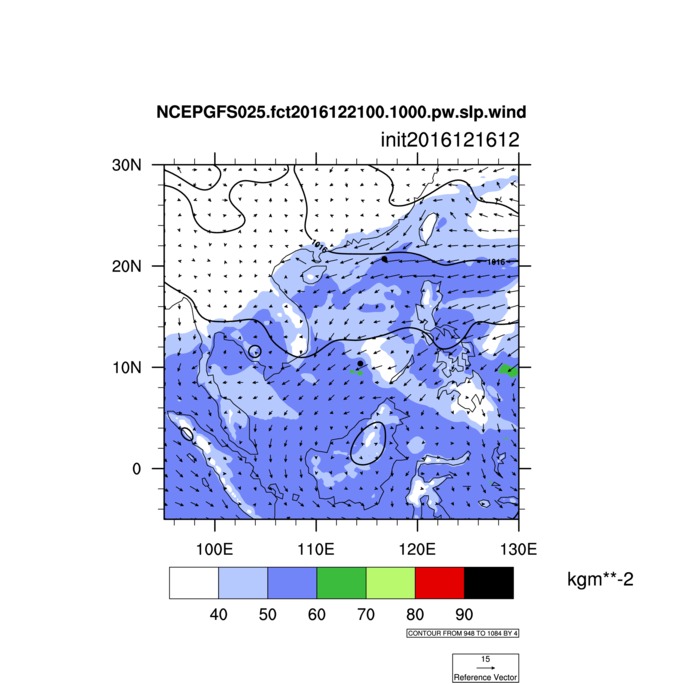 NCEPGFS025.fct2016122100.1000.pw.slp.wind
init2016121612
30N
20N
10N
0
1016
1016
100E 110E 120E 130E
40 50 60 70 80 90
kgm**-2
CONTOUR FROM 948 TO 1084 BY 4
15
Reference Vector